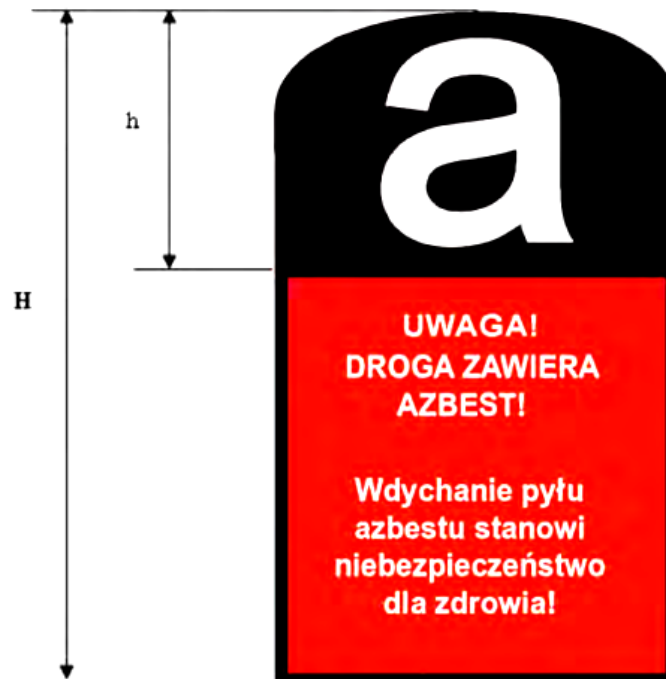 h
a
H
UWAGA!
DROGA ZAWIERA
AZBEST!
Wdychanie pyłu
azbestu stanowi
niebezpieczeństwo
dla zdrowia!